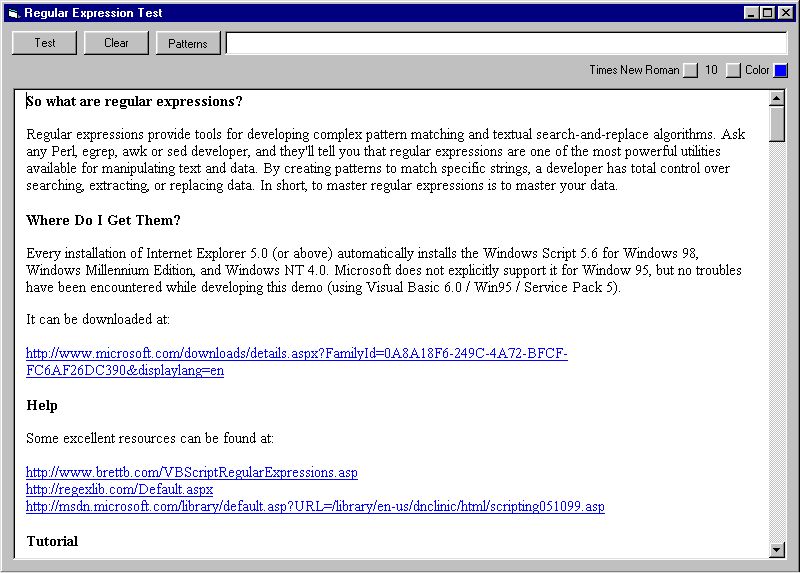 Regular Expression Test
Test Clear Patterns
Times New Roman 10 Color
So what are regular expressions?
Regular expressions provide tools for developing complex pattern matching and textual search-and-replace algorithms. Ask
any Perl, egrep, awk or sed developer, and they'll tell you that regular expressions are one of the most powerful utilities
available for manipulating text and data. By creating patterns to match specific strings, a developer has total control over
searching, extracting, or replacing data. In short, to master regular expressions is to master your data.
Where Do I Get Them?
Every installation of Internet Explorer 5.0 (or above) automatically installs the Windows Script 5.6 for Windows 98,
Windows Millennium Edition, and Windows NT 4.0. Microsoft does not explicitly support it for Window 95, but no troubles
have been encountered while developing this demo (using Visual Basic 6.0 / Win95 / Service Pack 5).
It can be downloaded at:
http://www.microsoft.com/downloads/details.aspx?FamilyId=0A8A18F6-249C-4A72-BFCF-
FC6AF26DC390&displaylang=en
Help
Some excellent resources can be found at:
http://www.brettb.com/VBScriptRegularExpressions.asp
http://regexlib.com/Default.aspx
http://msdn.microsoft.com/library/default.asp?URL=/library/en-us/dnclinic/html/scripting051099.asp
Tutorial